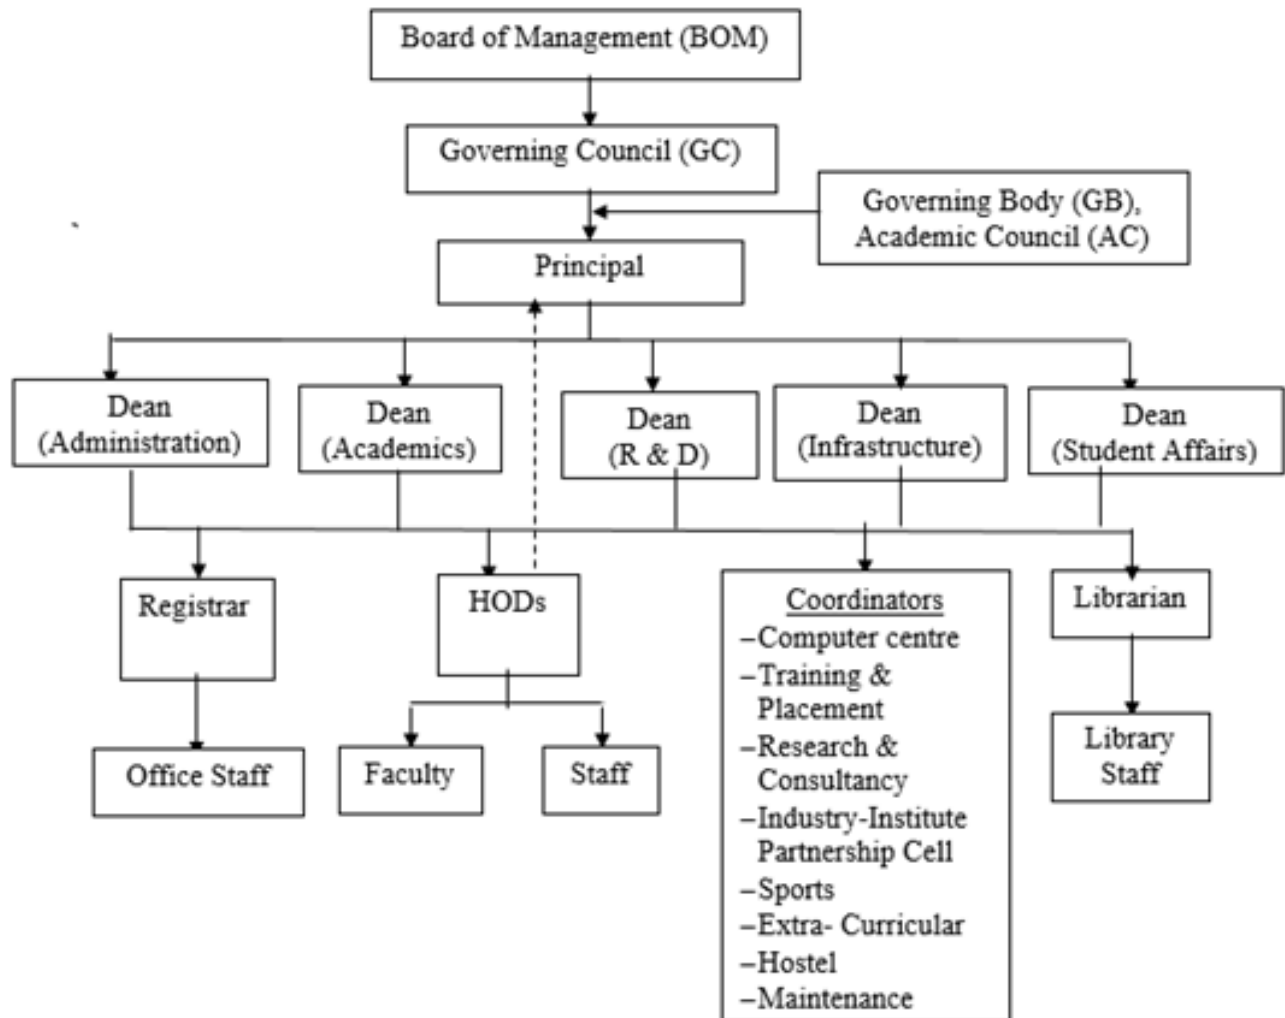 Board of Management (BOM)
Governing Council (GC)
Governing Body (GB),
Academic Council (AC)
Principal
Dean
(Administration)
Dean
(Academics)
Dean
(R & D)
Dean
(Infrastructure)
Dean
(Student Affairs)
Registrar
HODs
Coordinators
–Computer centre
–Training &
Placement
–Research &
Consultancy
–Industry-Institute
Partnership Cell
–Sports
–Extra- Curricular
–Hostel
–Maintenance
Librarian
Office Staff
Faculty
Staff
Library
Staff